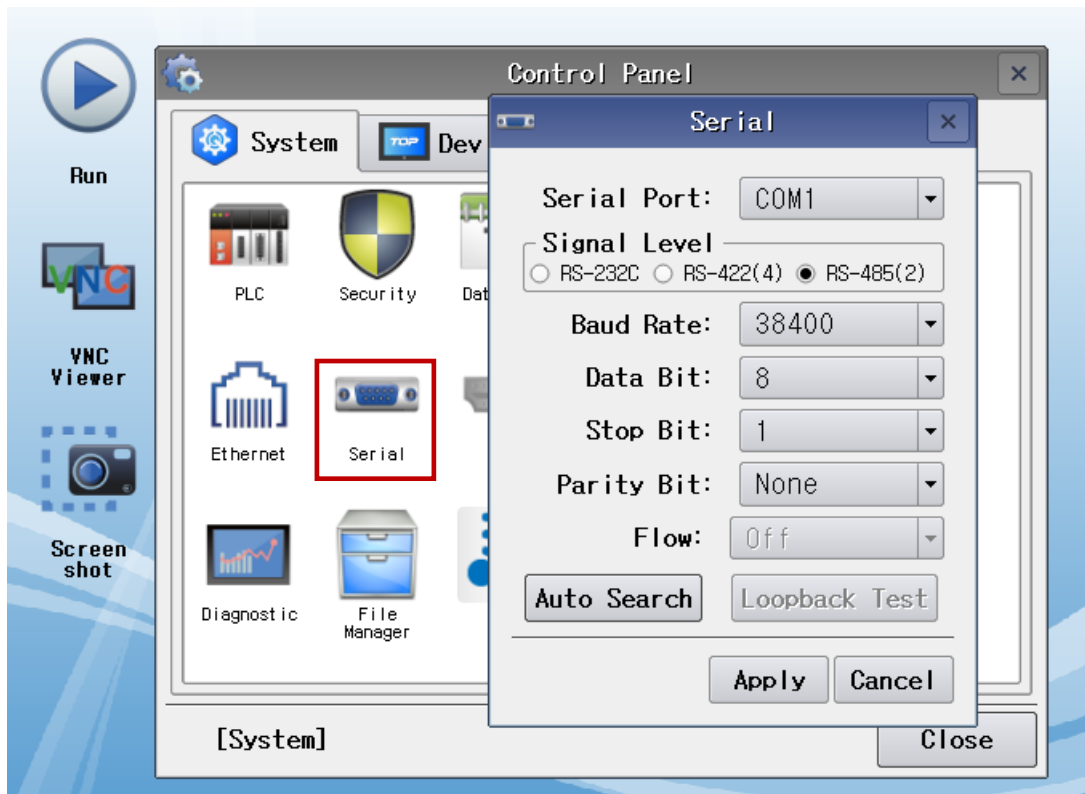 Control Panel
Serial
System
TOP
Dev
Run
VNC
VNC
Viewer
Screen
shot
PLC
Security
Dat
Ethernet
Serial
Diagnostic
File
Manager
Serial Port: COM1
Signal Level
RS-232C RS-422(4) RS-485(2)
Baud Rate: 38400
Data Bit: 8
Stop Bit: 1
Parity Bit: None
Flow: Off
Auto Search Loopback Test
Apply Cancel
[System]
Close